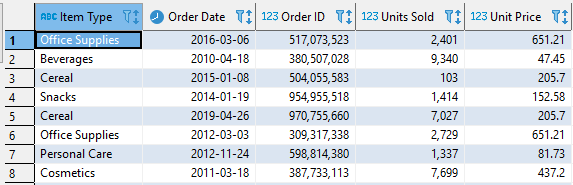 ABC Item Type Order Date 123 Order ID 123 Units Sold 123 Unit Price
1 Office Supplies 2016-03-06 517,073,523 2,401 651.21
2 Beverages 2010-04-18 380,507,028 9,340 47.45
3 Cereal 2015-01-08 504,055,583 103 205.7
4 Snacks 2014-01-19 954,955,518 1,414 152.58
5 Cereal 2019-04-26 970,755,660 7,027 205.7
6 Office Supplies 2012-03-03 309,317,338 2,729 651.21
7 Personal Care 2012-11-24 598,814,380 1,337 81.73
8 Cosmetics 2011-03-18 387,733,113 7,699 437.2